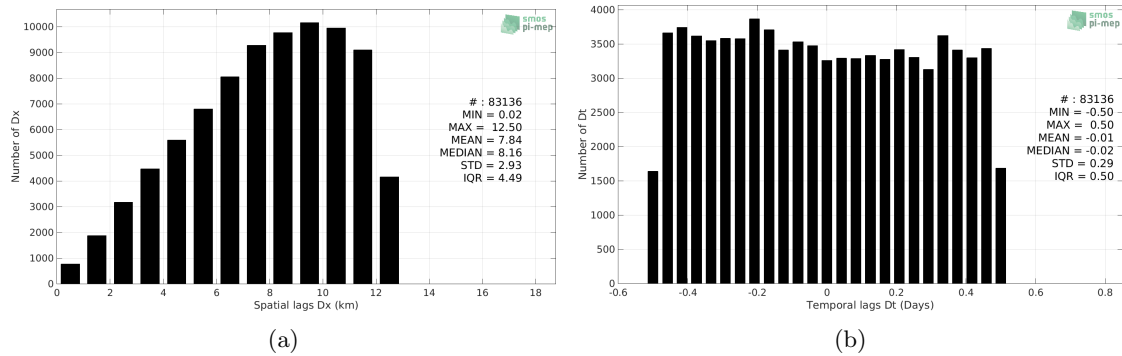 10000
9000
8000
7000
6000
5000
4000
3000
2000
1000
0
Number of Dx
smos
pi-mep
# : 83136
MIN = 0.02
MAX = 12.50
MEAN = 7.84
MEDIAN = 8.16
STD = 2.93
IQR = 4.49
0 2 4 6 8 10 12 14 16 18
Spatial lags Dx (km)
(a)
4000
3500
3000
2500
2000
1500
1000
500
0
Number of Dt
smos
pi-mep
# : 83136
MIN = -0.50
MAX = 0.50
MEAN = -0.01
MEDIAN = -0.02
STD = 0.29
IQR = 0.50
-0.6 -0.4 -0.2 0 0.2 0.4 0.6 0.8
Temporal lags Dt (Days)
(b)